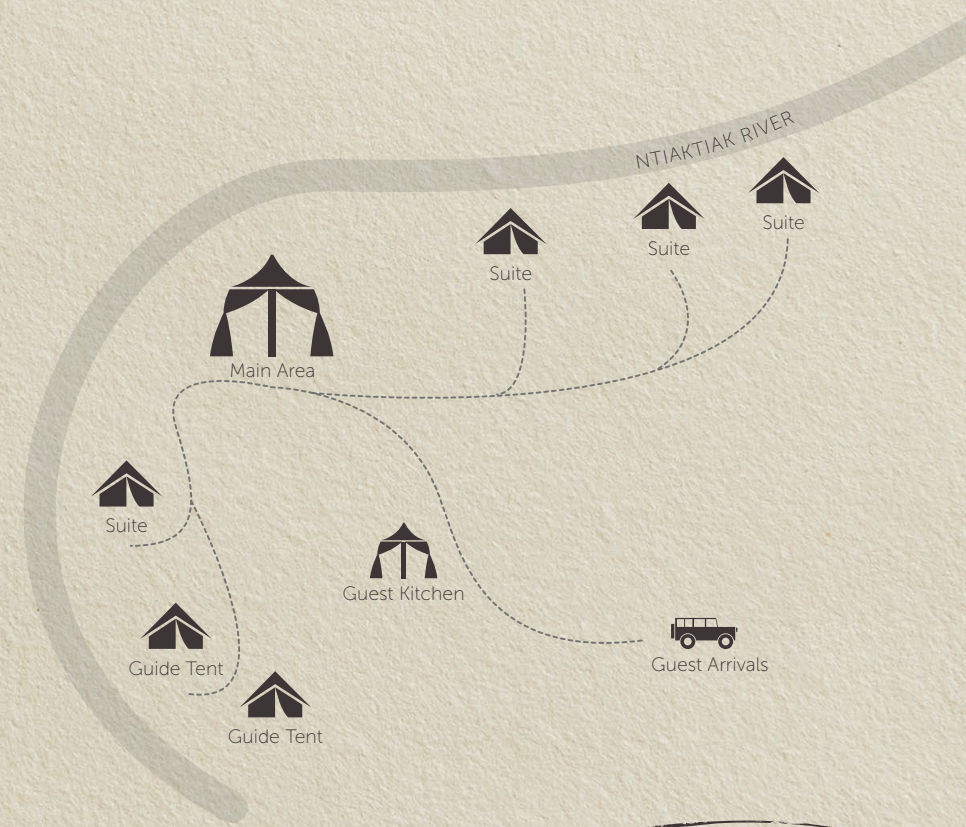 NTIAKTIAK RIVER
Suite
Suite
Suite
Main Area
Suite
Guest Kitchen
Guide Tent
Guest Arrivals
Guide Tent